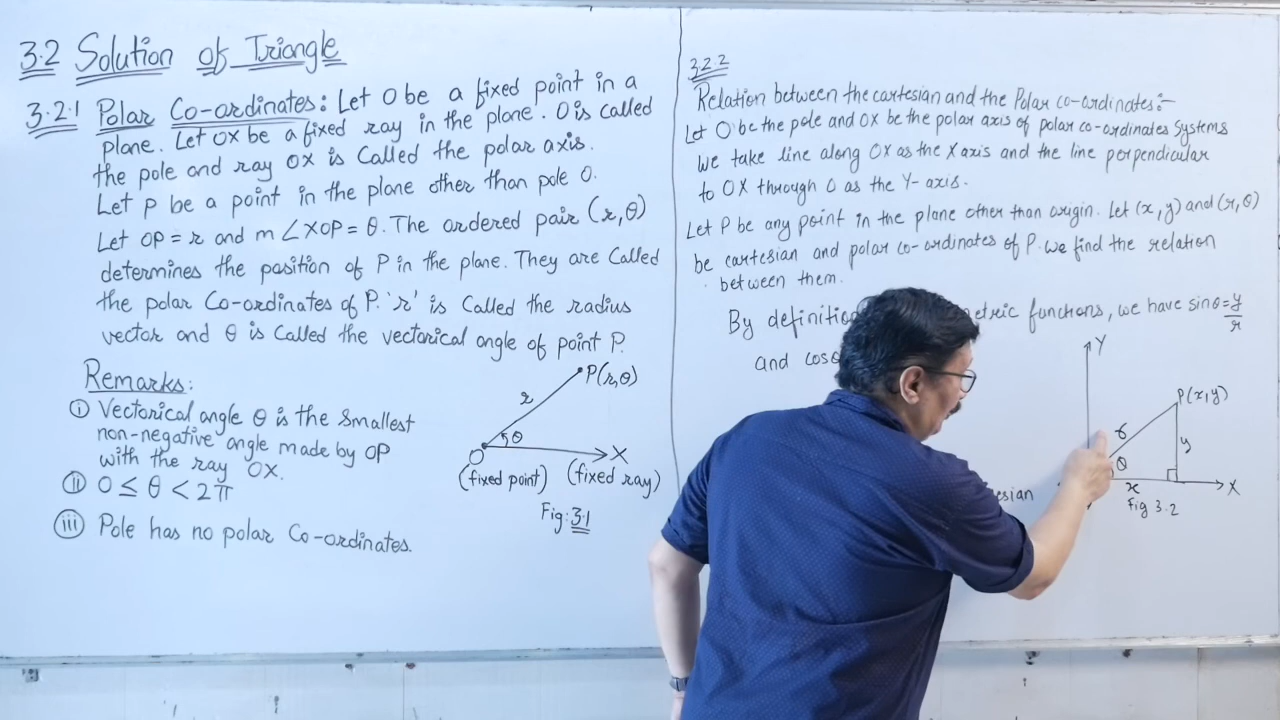 3.2 Solution of Triangle
3.2.1 Polar Co-ordinates: Let O be a fixed point in a
plane. Let OX be a fixed ray in the plane. O is called
the pole and ray OX is Called the polar axis.
Let P be a point in the plane other than pole O.
Let OP = r and m∠XOP = θ. The ordered pair (r,θ)
determines the position of P in the plane. They are Called
the polar Co-ordinates of P. 'r' is Called the radius
vector and θ is Called the vectorical angle of point P.
Remarks:
i Vectorical angle θ is the smallest
non-negative angle made by OP
with the ray OX.
ii 0 ≤ θ < 2π
iii Pole has no polar Co-ordinates.
P(r,θ)
r
θ
O
X
(fixed point) (fixed ray)
Fig: 3.1
3.2.2
Relation between the cartesian and the Polar co-ordinates:-
Let O be the pole and OX be the polar axis of polar co-ordinates Systems
we take line along OX as the X axis and the line perpendicular
to OX through O as the Y-axis.
Let P be any point in the plane other than origin. Let (x,y) and (r,θ)
be cartesian and polar co-ordinates of P. we find the relation
between them.
By functions, we have sinθ = y/r
and
Y
P(x,y)
r
y
θ
x
X
Fig 3.2